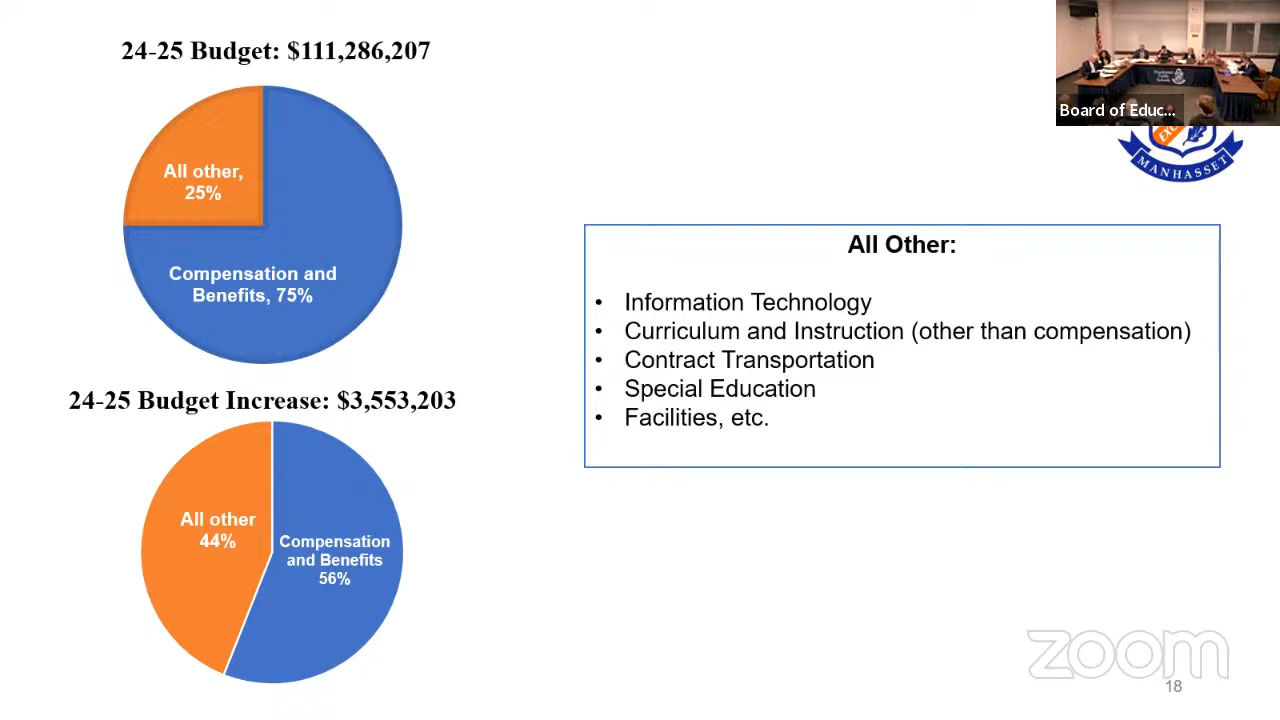 24-25 Budget: $111,286,207
All other,
25%
Compensation and
Benefits, 75%
24-25 Budget Increase: $3,553,203
All other
44%
Compensation
and Benefits
56%
Board of Educ...
MANHASSET
All Other:
• Information Technology
• Curriculum and Instruction (other than compensation)
• Contract Transportation
• Special Education
• Facilities, etc.
zoom
18